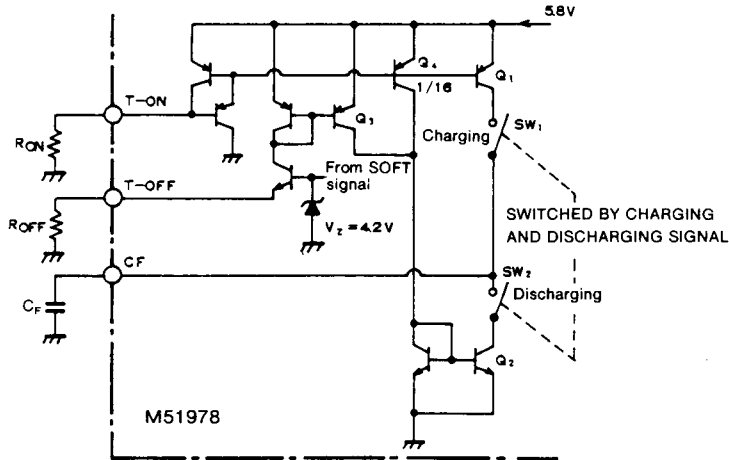 5.8V
Q4
1/16
Q1
T-ON
RON
Q3
Charging
SW1
From SOFT
signal
T-OFF
ROFF
VZ = 4.2V
SWITCHED BY CHARGING
AND DISCHARGING SIGNAL
CF
CF
SW2
Discharging
Q2
M51978